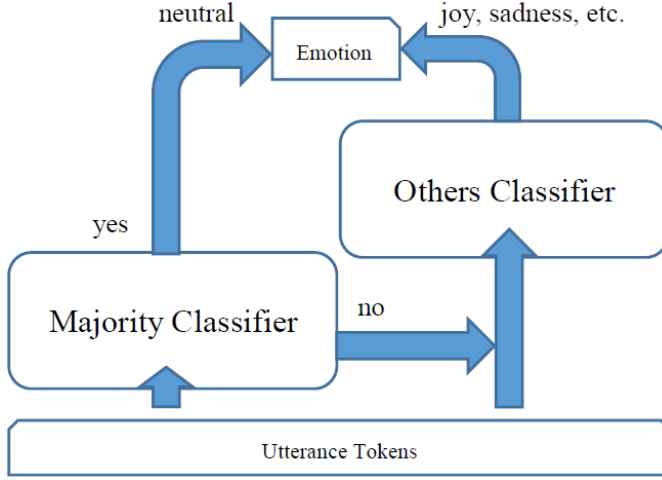 neutral
joy, sadness, etc.
Emotion
Others Classifier
yes
Majority Classifier
no
Utterance Tokens